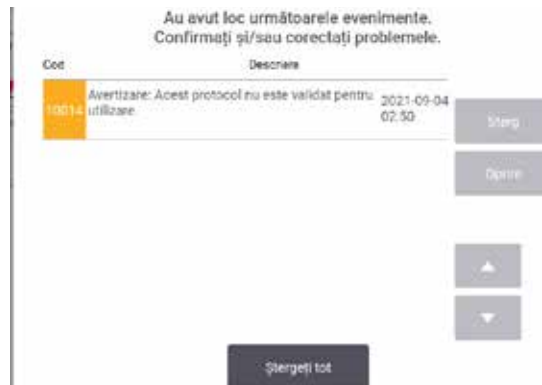 Au avut loc următoarele evenimente.
Confirmați și/sau corectați problemele.
Cod Descriere
Avertizare: Acest protocol nu este validat pentru
10014 utilizare 2021-09-04
02:50
Șterg
Oprire
Ștergeți tot